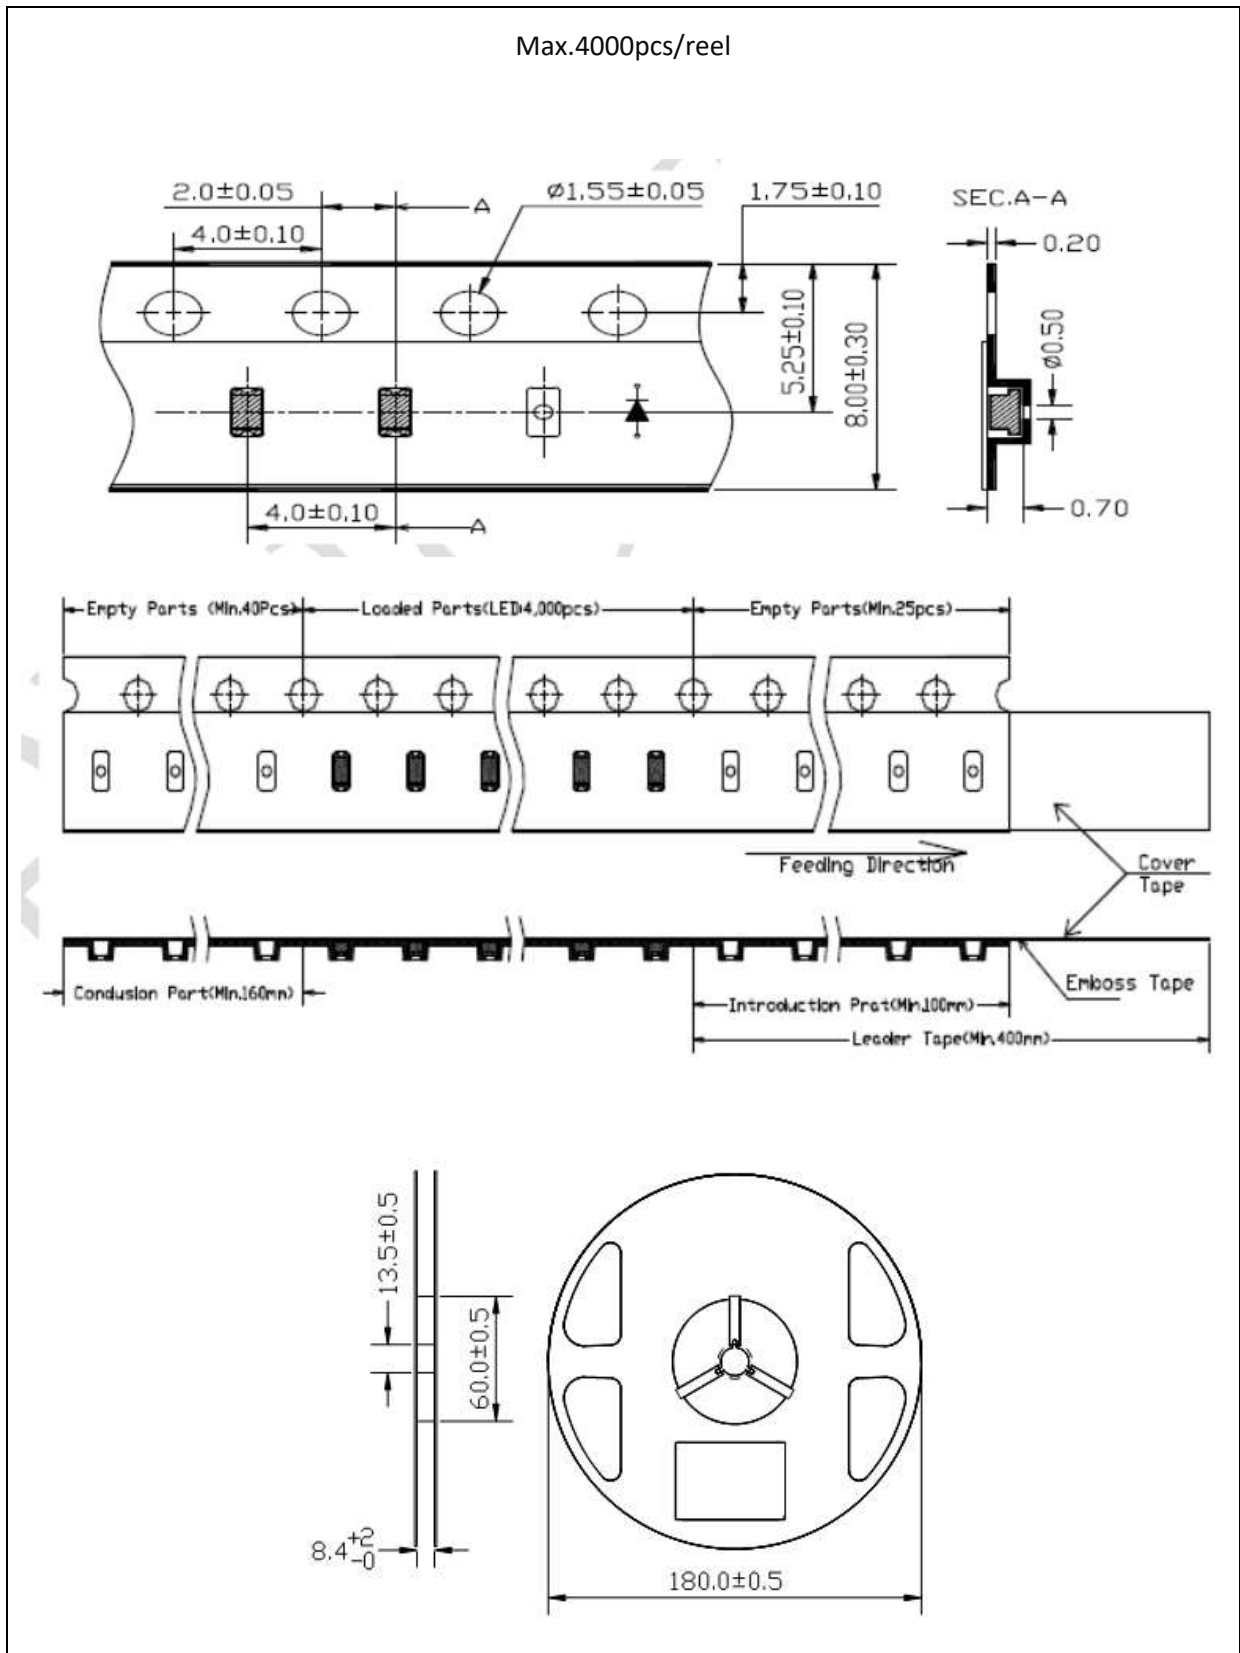 Max.4000pcs/reel
2.0±0.05
A
Ø1.55±0.05
1.75±0.10
SEC.A-A
4.0±0.10
0.20
5.25±0.10
8.00±0.30
Ø0.50
4.0±0.10
A
0.70
Empty Parts (Min.40Pcs)
Loaded Parts(LED:4,000pcs)
Empty Parts(Min.25pcs)
Feeding Direction
Cover
Tape
Conclusion Part(Min.160mm)
Introduction Prat(Min.100mm)
Emboss Tape
Leader Tape(Min.400mm)
13.5±0.5
60.0±0.5
8.4+2-0
180.0±0.5